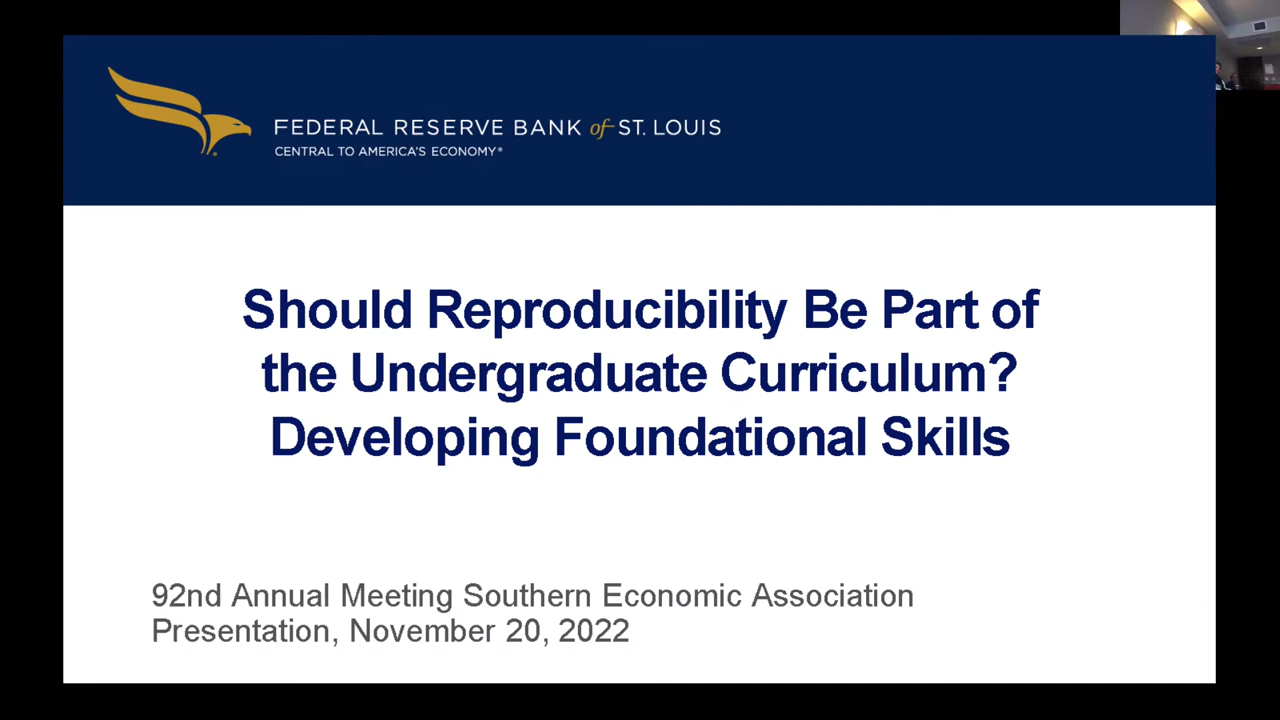 FEDERAL RESERVE BANK of ST. LOUIS
CENTRAL TO AMERICA'S ECONOMY®
Should Reproducibility Be Part of
the Undergraduate Curriculum?
Developing Foundational Skills
92nd Annual Meeting Southern Economic Association
Presentation, November 20, 2022